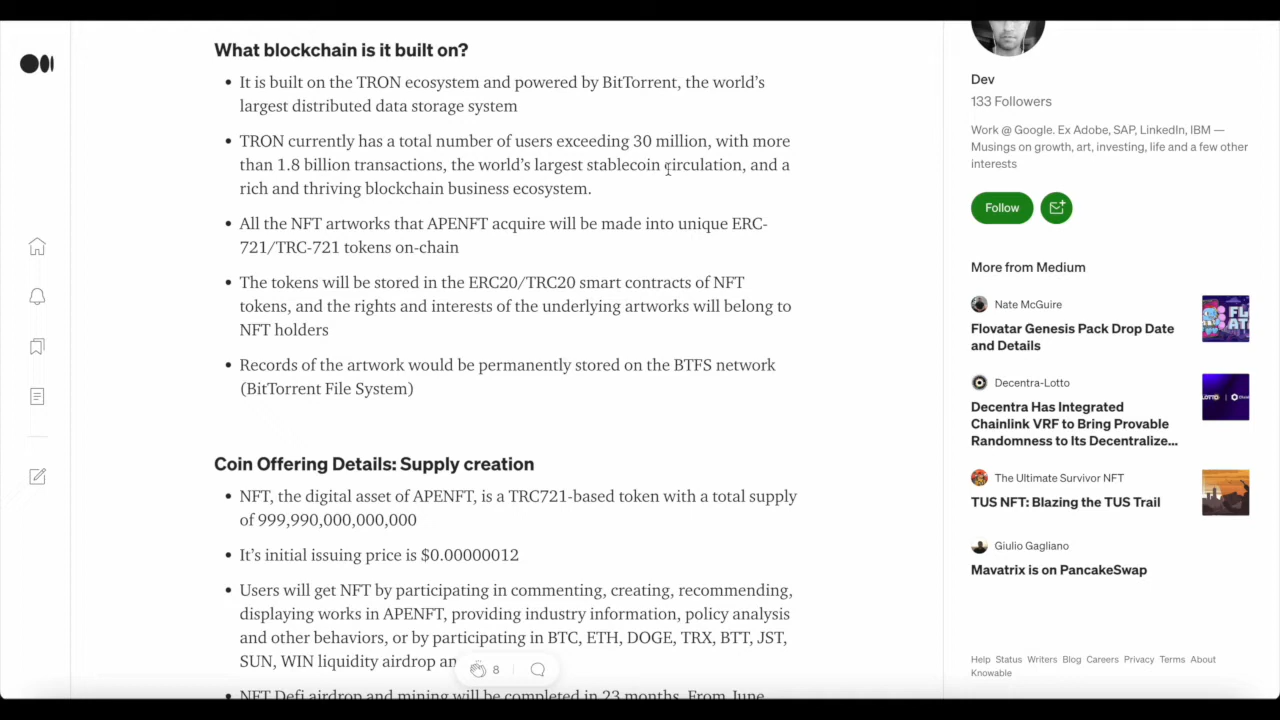 What blockchain is it built on?
It is built on the TRON ecosystem and powered by BitTorrent, the world's
largest distributed data storage system
TRON currently has a total number of users exceeding 30 million, with more
than 1.8 billion transactions, the world's largest stablecoin circulation, and a
rich and thriving blockchain business ecosystem.
All the NFT artworks that APENFT acquire will be made into unique ERC-
721/TRC-721 tokens on-chain
The tokens will be stored in the ERC20/TRC20 smart contracts of NFT
tokens, and the rights and interests of the underlying artworks will belong to
NFT holders
Records of the artwork would be permanently stored on the BTFS network
(BitTorrent File System)
Coin Offering Details: Supply creation
NFT, the digital asset of APENFT, is a TRC721-based token with a total supply
of 999,990,000,000,000
It's initial issuing price is $0.00000012
Users will get NFT by participating in commenting, creating, recommending,
displaying works in APENFT, providing industry information, policy analysis
and other behaviors, or by participating in BTC, ETH, DOGE, TRX, BTT, JST,
SUN, WIN liquidity airdrop an
8
NFT Defi airdrop and mining will be completed in 23 months. From June
Dev
133 Followers
Work @ Google. Ex Adobe, SAP, LinkedIn, IBM —
Musings on growth, art, investing, life and a few other
interests
Follow
More from Medium
Nate McGuire
Flovatar Genesis Pack Drop Date
and Details
Decentra-Lotto
Decentra Has Integrated
Chainlink VRF to Bring Provable
Randomness to Its Decentralize...
The Ultimate Survivor NFT
TUS NFT: Blazing the TUS Trail
Giulio Gagliano
Mavatrix is on PancakeSwap
Help Status Writers Blog Careers Privacy Terms About
Knowable